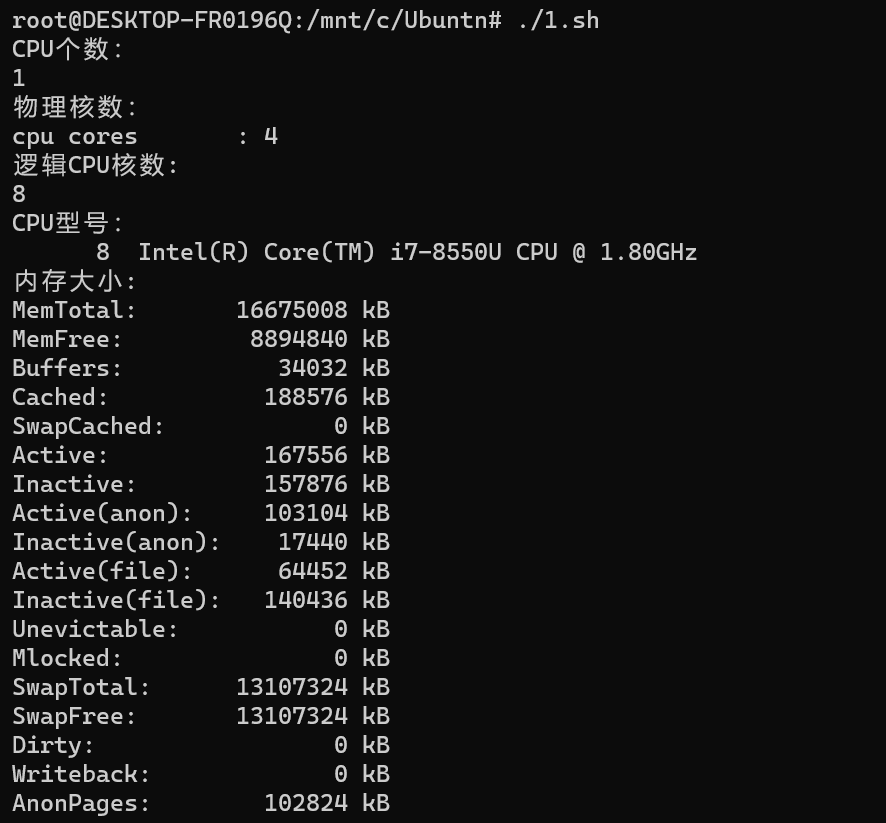 root@DESKTOP-FR0196Q:/mnt/c/Ubuntn# ./1.sh
CPU个数:
1
物理核数:
cpu cores       : 4
逻辑CPU核数:
8
CPU型号:
      8  Intel(R) Core(TM) i7-8550U CPU @ 1.80GHz
内存大小:
MemTotal:       16675008 kB
MemFree:         8894840 kB
Buffers:           34032 kB
Cached:           188576 kB
SwapCached:            0 kB
Active:           167556 kB
Inactive:         157876 kB
Active(anon):     103104 kB
Inactive(anon):    17440 kB
Active(file):      64452 kB
Inactive(file):   140436 kB
Unevictable:           0 kB
Mlocked:               0 kB
SwapTotal:      13107324 kB
SwapFree:       13107324 kB
Dirty:                 0 kB
Writeback:             0 kB
AnonPages:        102824 kB